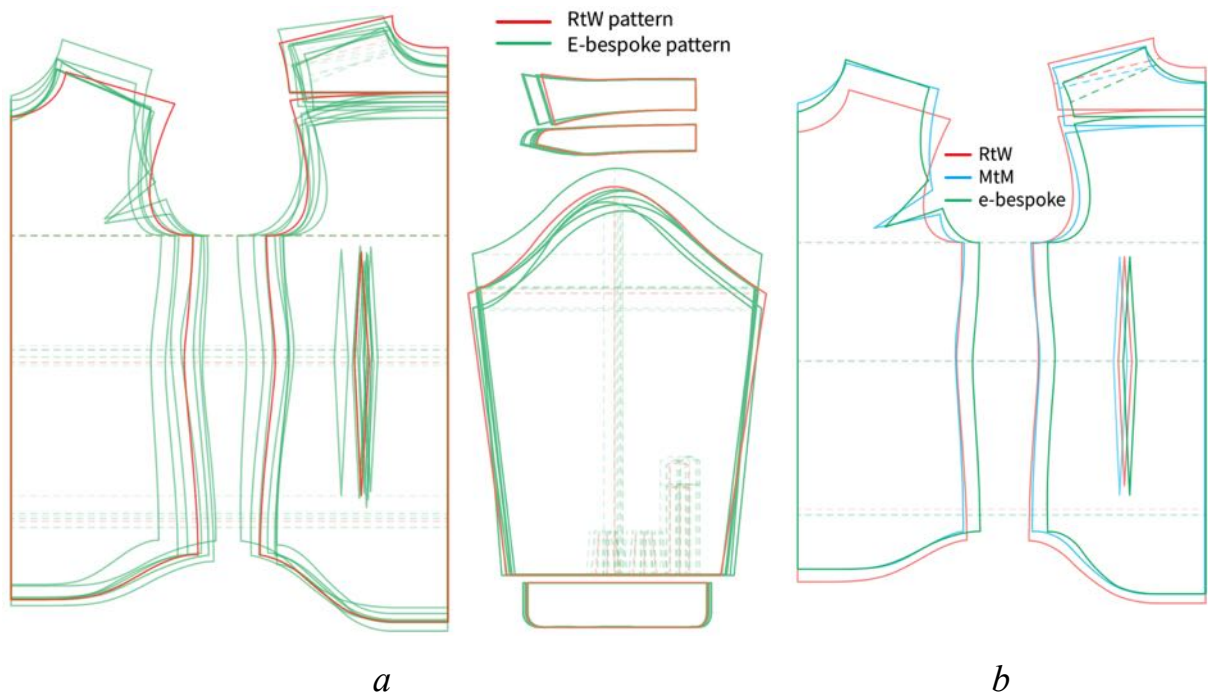 RtW pattern
E-bespoke pattern
RtW
MtM
e-bespoke
a
b